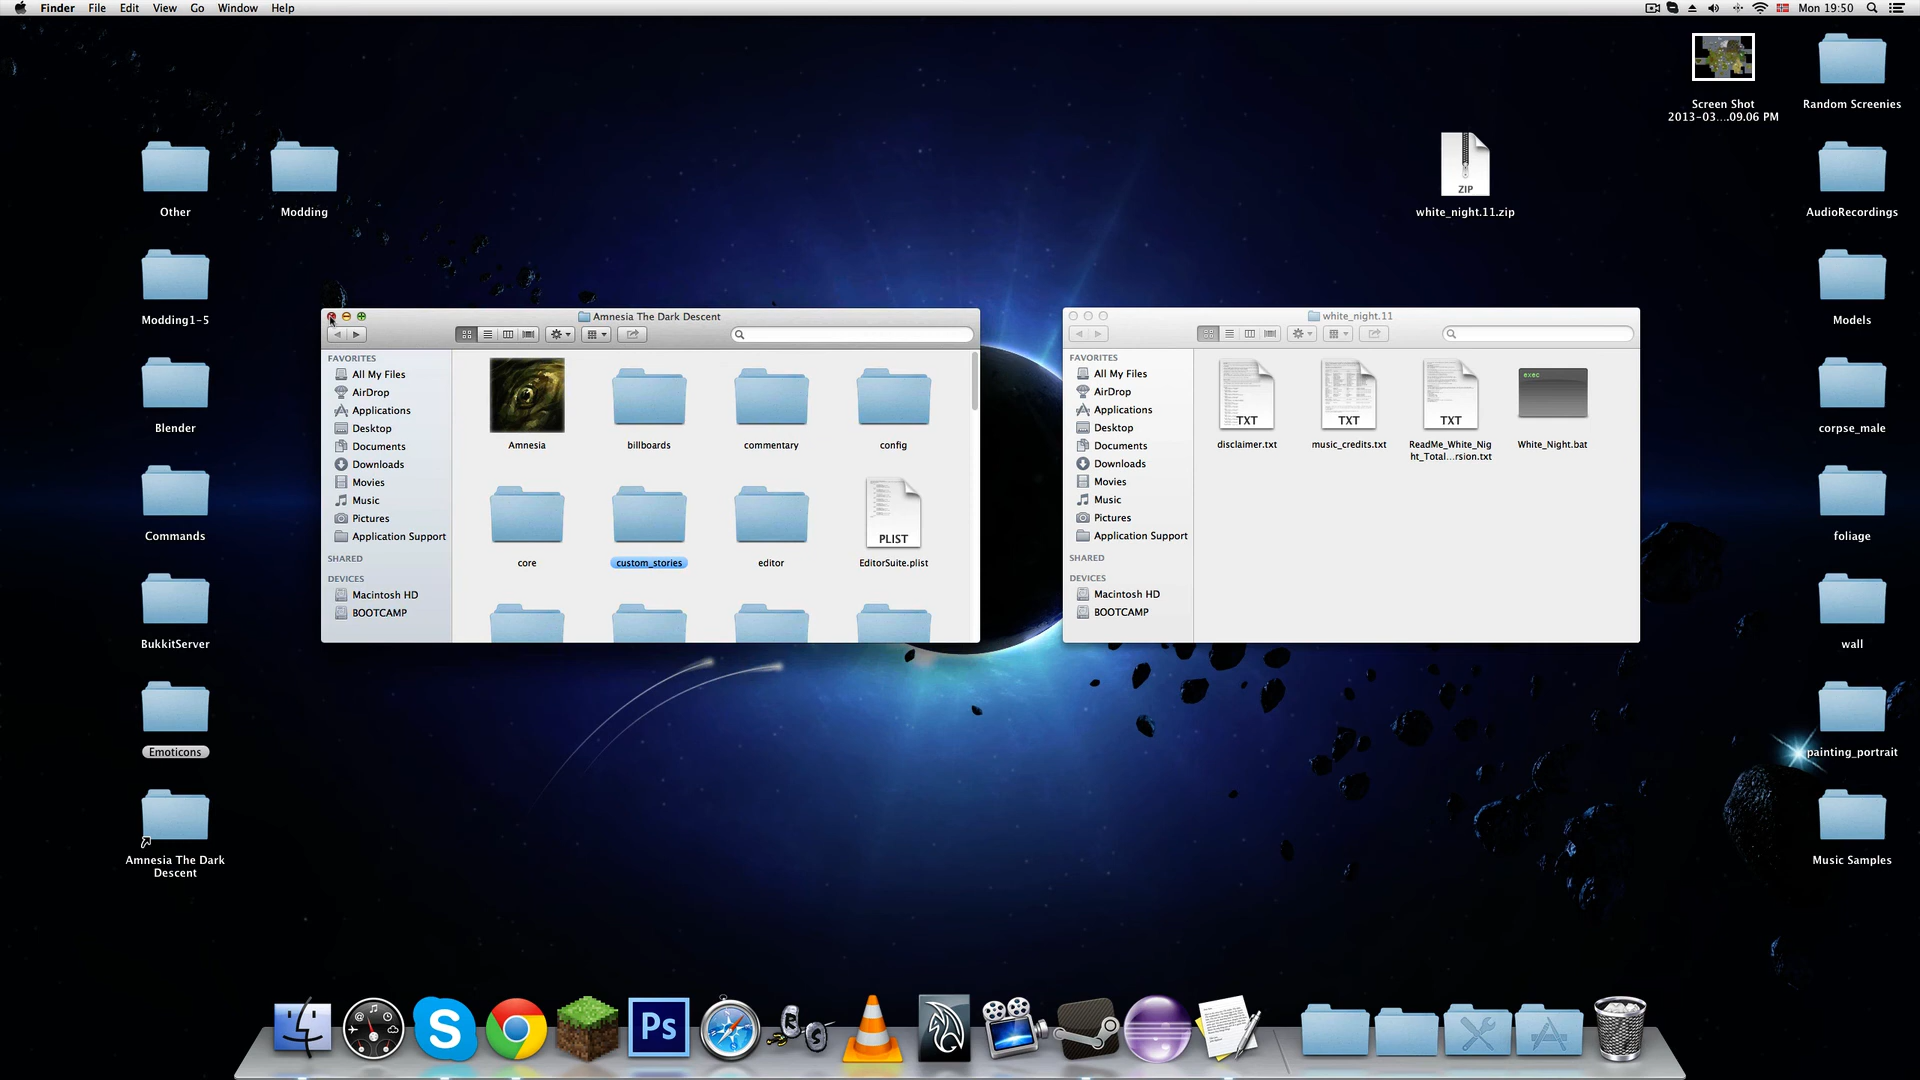 Finder File Edit View Go Window Help
Mon 19:50
Screen Shot
2013-03....09.06 PM
Random Screenies
ZIP
white_night.11.zip
Other
Modding
AudioRecordings
Modding1-5
Models
Blender
corpse_male
Commands
foliage
BukkitServer
wall
Emoticons
painting_portrait
Amnesia The Dark
Descent
Music Samples
Amnesia The Dark Descent
FAVORITES
All My Files
AirDrop
Applications
Desktop
Documents
Downloads
Movies
Music
Pictures
Application Support
SHARED
DEVICES
Macintosh HD
BOOTCAMP
Amnesia
billboards
commentary
config
core
custom_stories
editor
PLIST
EditorSuite.plist
white_night.11
FAVORITES
All My Files
AirDrop
Applications
Desktop
Documents
Downloads
Movies
Music
Pictures
Application Support
SHARED
DEVICES
Macintosh HD
BOOTCAMP
TXT
disclaimer.txt
TXT
music_credits.txt
TXT
ReadMe_White_Nig
ht_Total...rsion.txt
exec
White_Night.bat
Ps
R
S